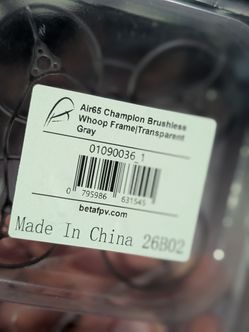 Air65 Champion Brushless
Whoop Frame|Transparent
Gray
01090036_1
0 795986 631545
betafpv.com
Made In China 26B02